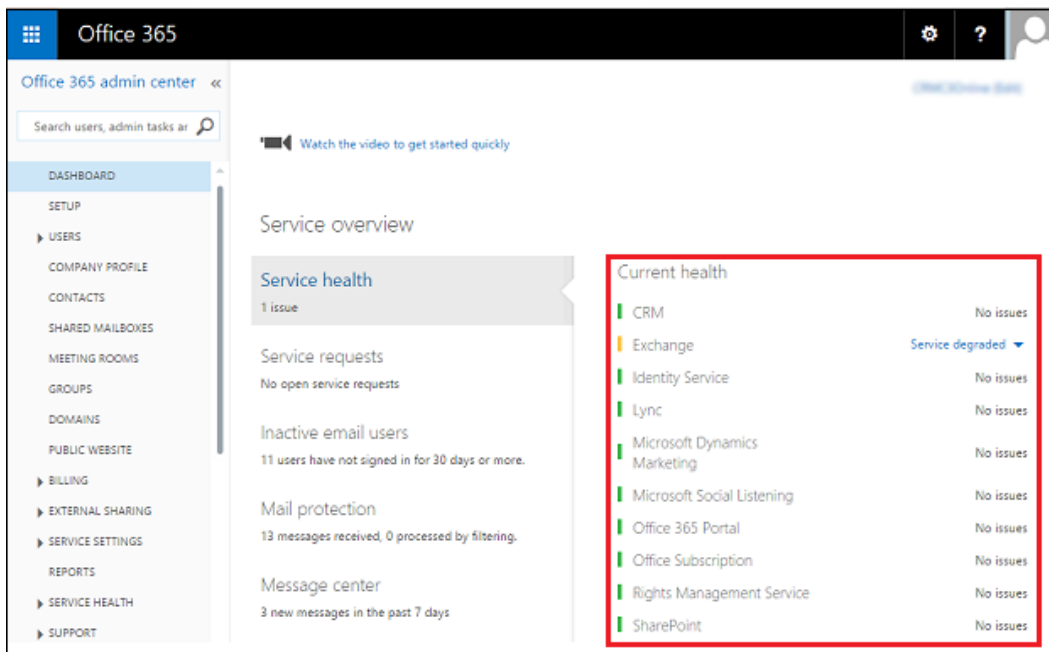 Office 365
?
Office 365 admin center «
Search users, admin tasks ar
DASHBOARD
SETUP
USERS
COMPANY PROFILE
CONTACTS
SHARED MAILBOXES
MEETING ROOMS
GROUPS
DOMAINS
PUBLIC WEBSITE
BILLING
EXTERNAL SHARING
SERVICE SETTINGS
REPORTS
SERVICE HEALTH
SUPPORT
Watch the video to get started quickly
Service overview
Service health
1 issue
Service requests
No open service requests
Inactive email users
11 users have not signed in for 30 days or more.
Mail protection
13 messages received, 0 processed by filtering.
Message center
3 new messages in the past 7 days
Current health
CRM No issues
Exchange Service degraded
Identity Service No issues
Lync No issues
Microsoft Dynamics
Marketing No issues
Microsoft Social Listening No issues
Office 365 Portal No issues
Office Subscription No issues
Rights Management Service No issues
SharePoint No issues